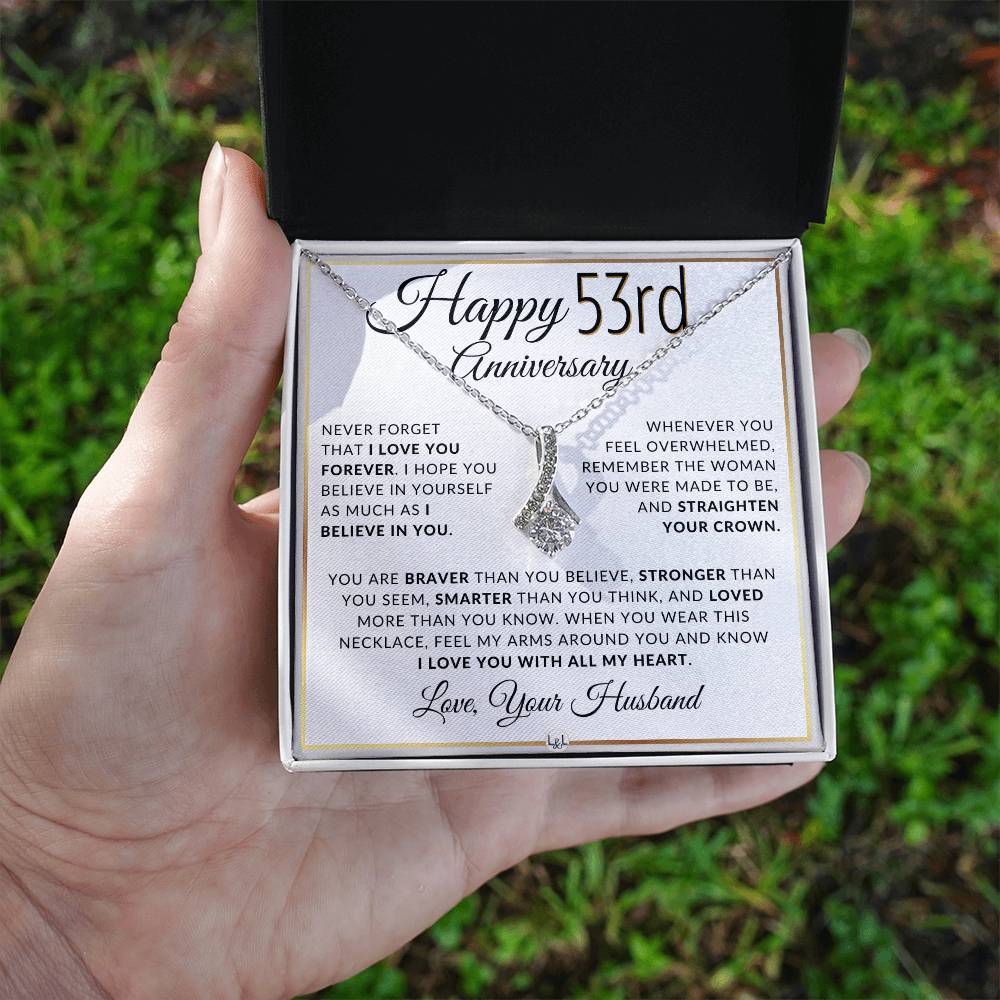 Happy 53rd
Anniversary
NEVER FORGET
THAT I LOVE YOU
FOREVER. I HOPE YOU
BELIEVE IN YOURSELF
AS MUCH AS I
BELIEVE IN YOU.
WHENEVER YOU
FEEL OVERWHELMED,
REMEMBER THE WOMAN
YOU WERE MADE TO BE,
AND STRAIGHTEN
YOUR CROWN.
YOU ARE BRAVER THAN YOU BELIEVE, STRONGER THAN
YOU SEEM, SMARTER THAN YOU THINK, AND LOVED
MORE THAN YOU KNOW. WHEN YOU WEAR THIS
NECKLACE, FEEL MY ARMS AROUND YOU AND KNOW
I LOVE YOU WITH ALL MY HEART.
Love, Your Husband
L&L